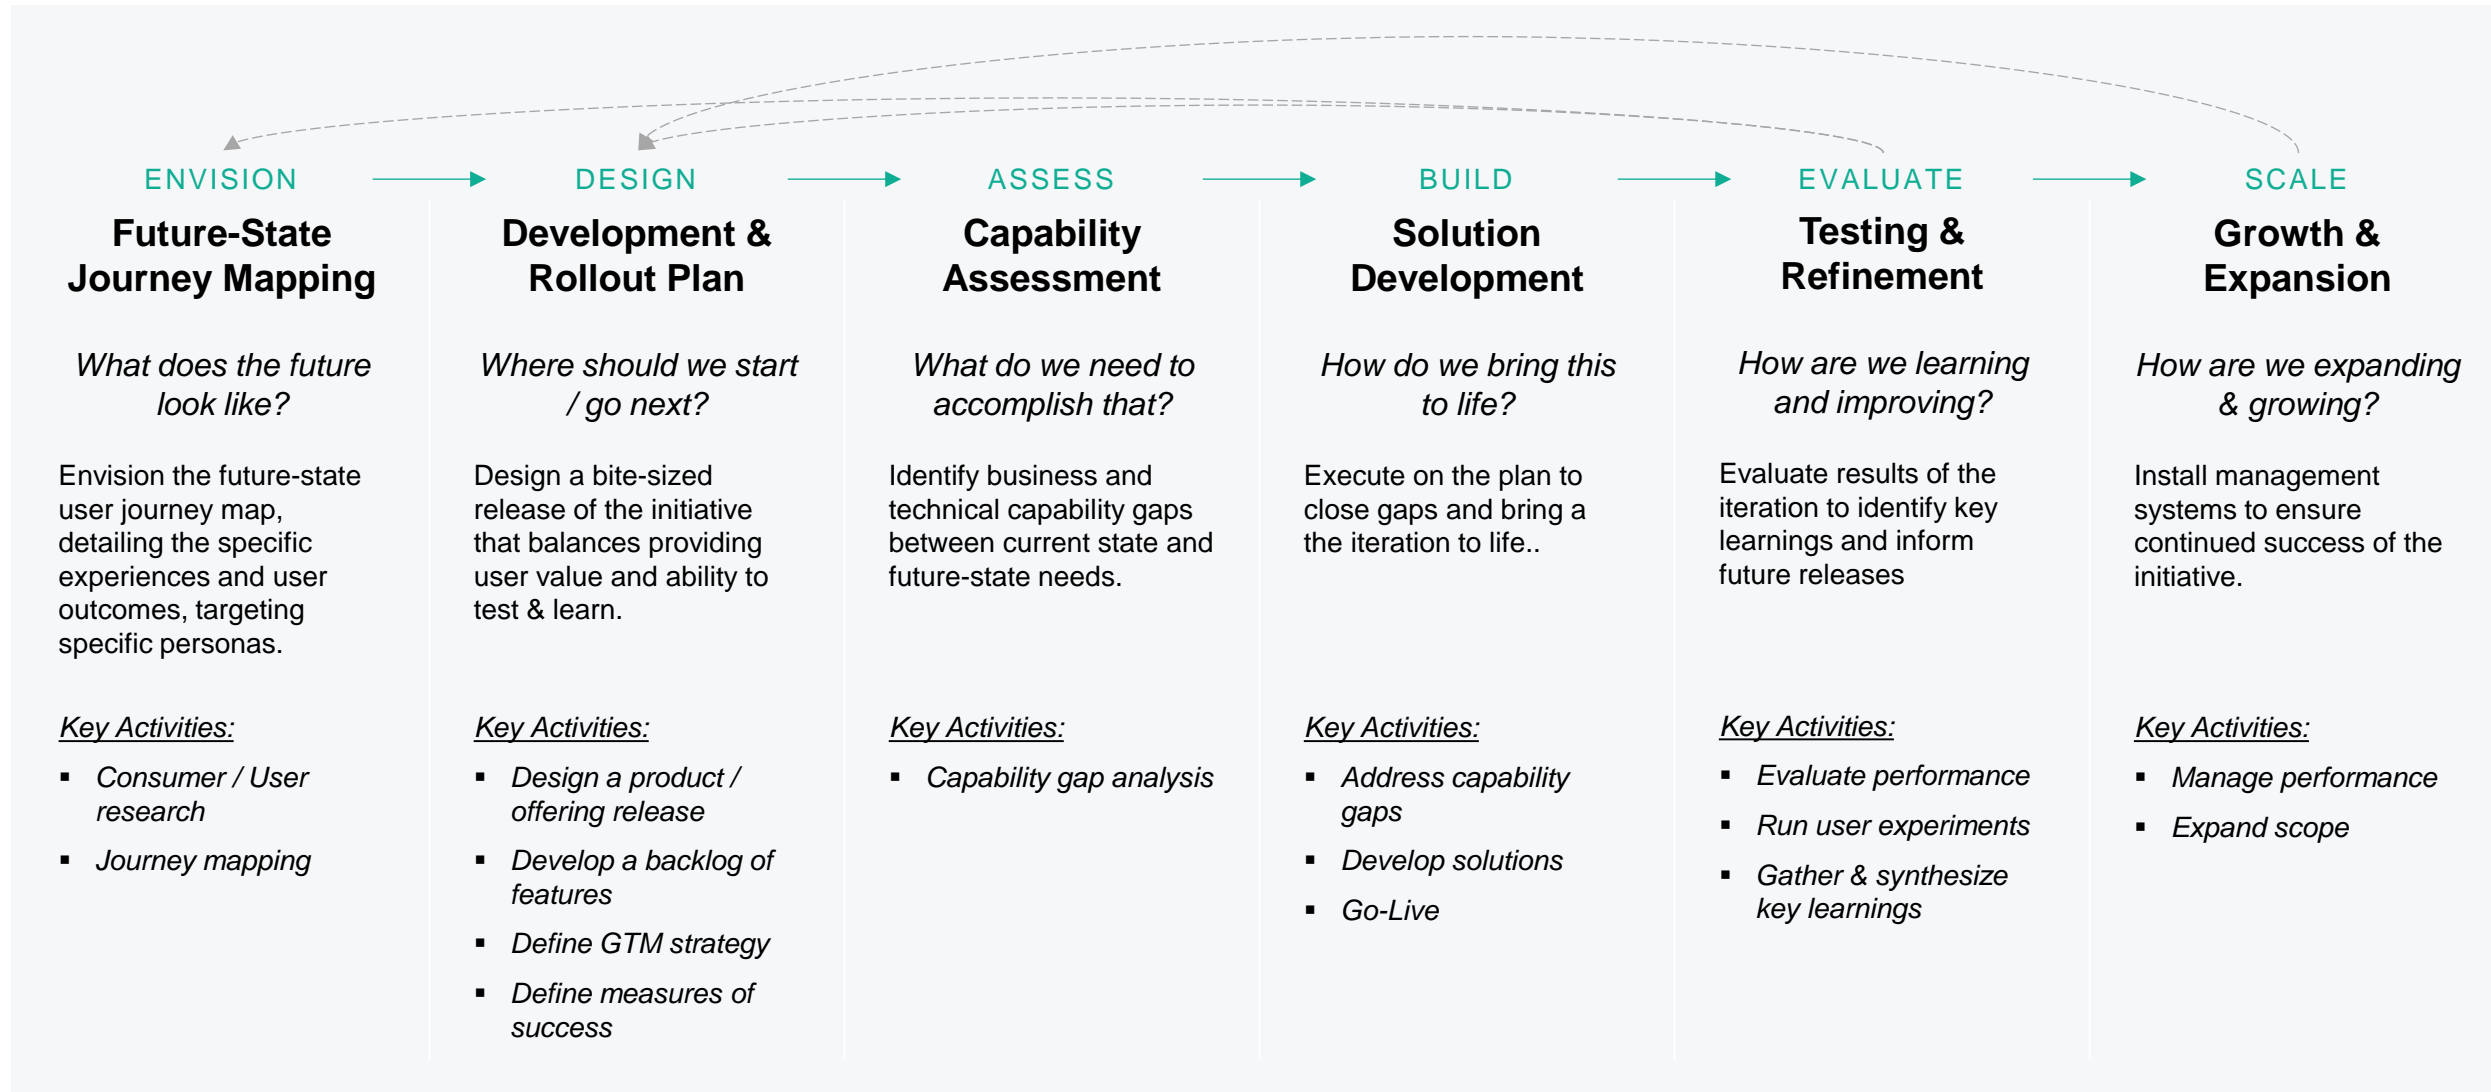 ENVISION
Future-State
Journey Mapping
What does the future
look like?
Envision the future-state
user journey map,
detailing the specific
experiences and user
outcomes, targeting
specific personas.
Key Activities:
▪ Consumer / User
research
▪ Journey mapping
DESIGN
Development &
Rollout Plan
Where should we start
/ go next?
Design a bite-sized
release of the initiative
that balances providing
user value and ability to
test & learn.
Key Activities:
▪ Design a product /
offering release
▪ Develop a backlog of
features
▪ Define GTM strategy
▪ Define measures of
success
ASSESS
Capability
Assessment
What do we need to
accomplish that?
Identify business and
technical capability gaps
between current state and
future-state needs.
Key Activities:
▪ Capability gap analysis
BUILD
Solution
Development
How do we bring this
to life?
Execute on the plan to
close gaps and bring a
the iteration to life..
Key Activities:
▪ Address capability
gaps
▪ Develop solutions
▪ Go-Live
EVALUATE
Testing &
Refinement
How are we learning
and improving?
Evaluate results of the
iteration to identify key
learnings and inform
future releases
Key Activities:
▪ Evaluate performance
▪ Run user experiments
▪ Gather & synthesize
key learnings
SCALE
Growth &
Expansion
How are we expanding
& growing?
Install management
systems to ensure
continued success of the
initiative.
Key Activities:
▪ Manage performance
▪ Expand scope